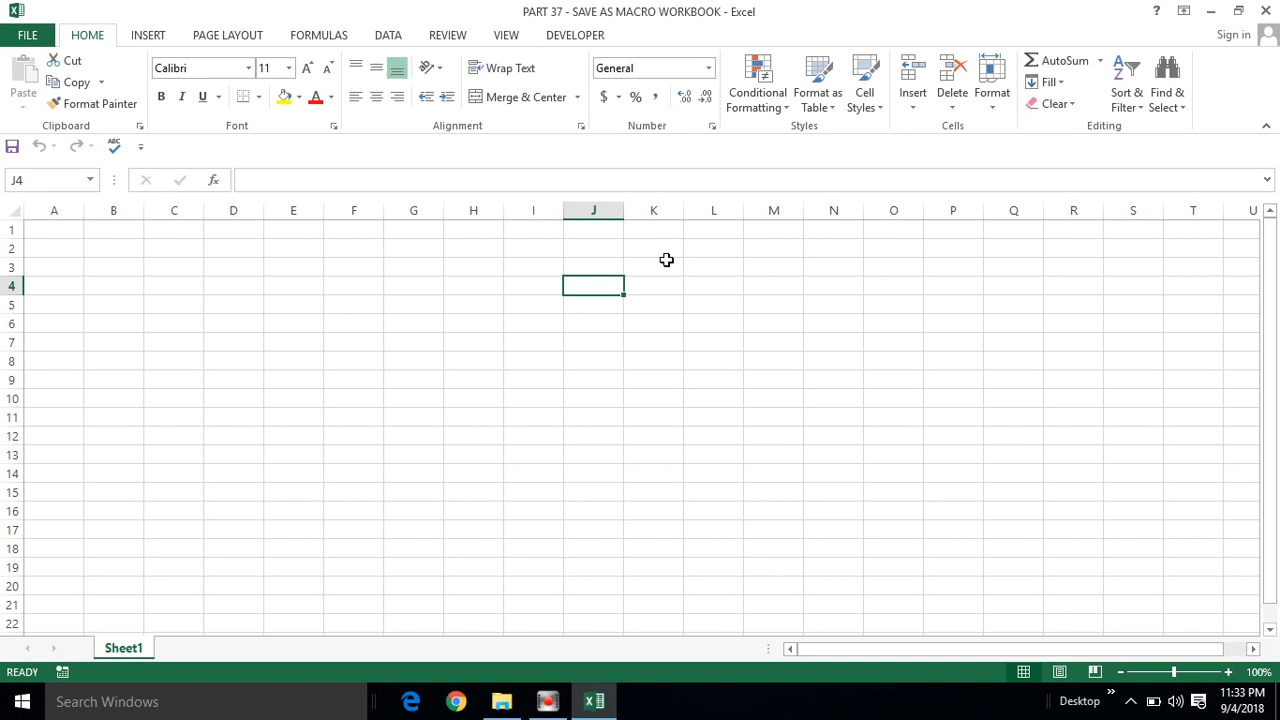 PART 37 - SAVE AS MACRO WORKBOOK - Excel
?
FILE HOME INSERT PAGE LAYOUT FORMULAS DATA REVIEW VIEW DEVELOPER Sign in
Paste
Cut
Copy
Format Painter
Calibri 11
B I U
Wrap Text
Merge & Center
General
$ % ,
Conditional Formatting
Format as Table
Cell Styles
Insert
Delete
Format
AutoSum
Fill
Clear
Sort & Filter
Find & Select
Clipboard Font Alignment Number Styles Cells Editing
ABC
J4 fx
A B C D E F G H I J K L M N O P Q R S T U
1
2
3
4
5
6
7
8
9
10
11
12
13
14
15
16
17
18
19
20
21
22
Sheet1
READY 100%
Search Windows
Desktop
11:33 PM
9/4/2018